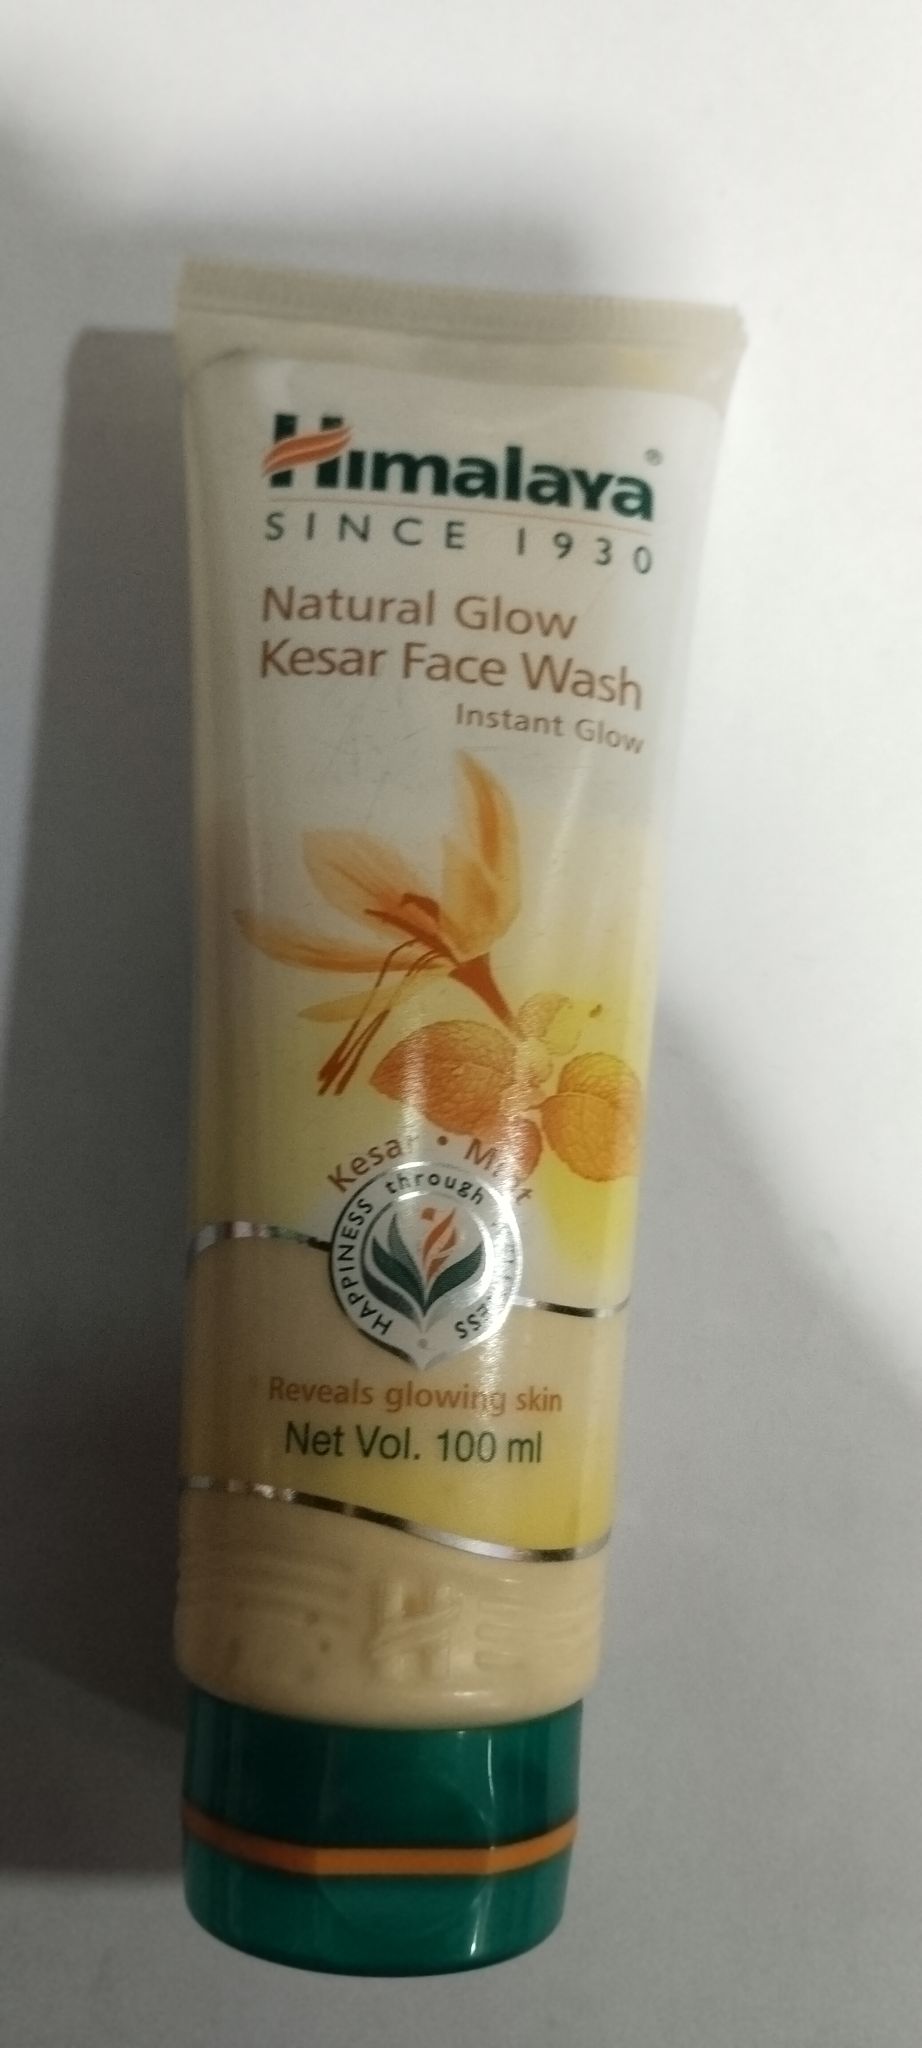 Himalaya®
SINCE 1930
Natural Glow
Kesar Face Wash
Instant Glow
Kesar •
HAPPINESS through
Reveals glowing skin
Net Vol. 100 ml